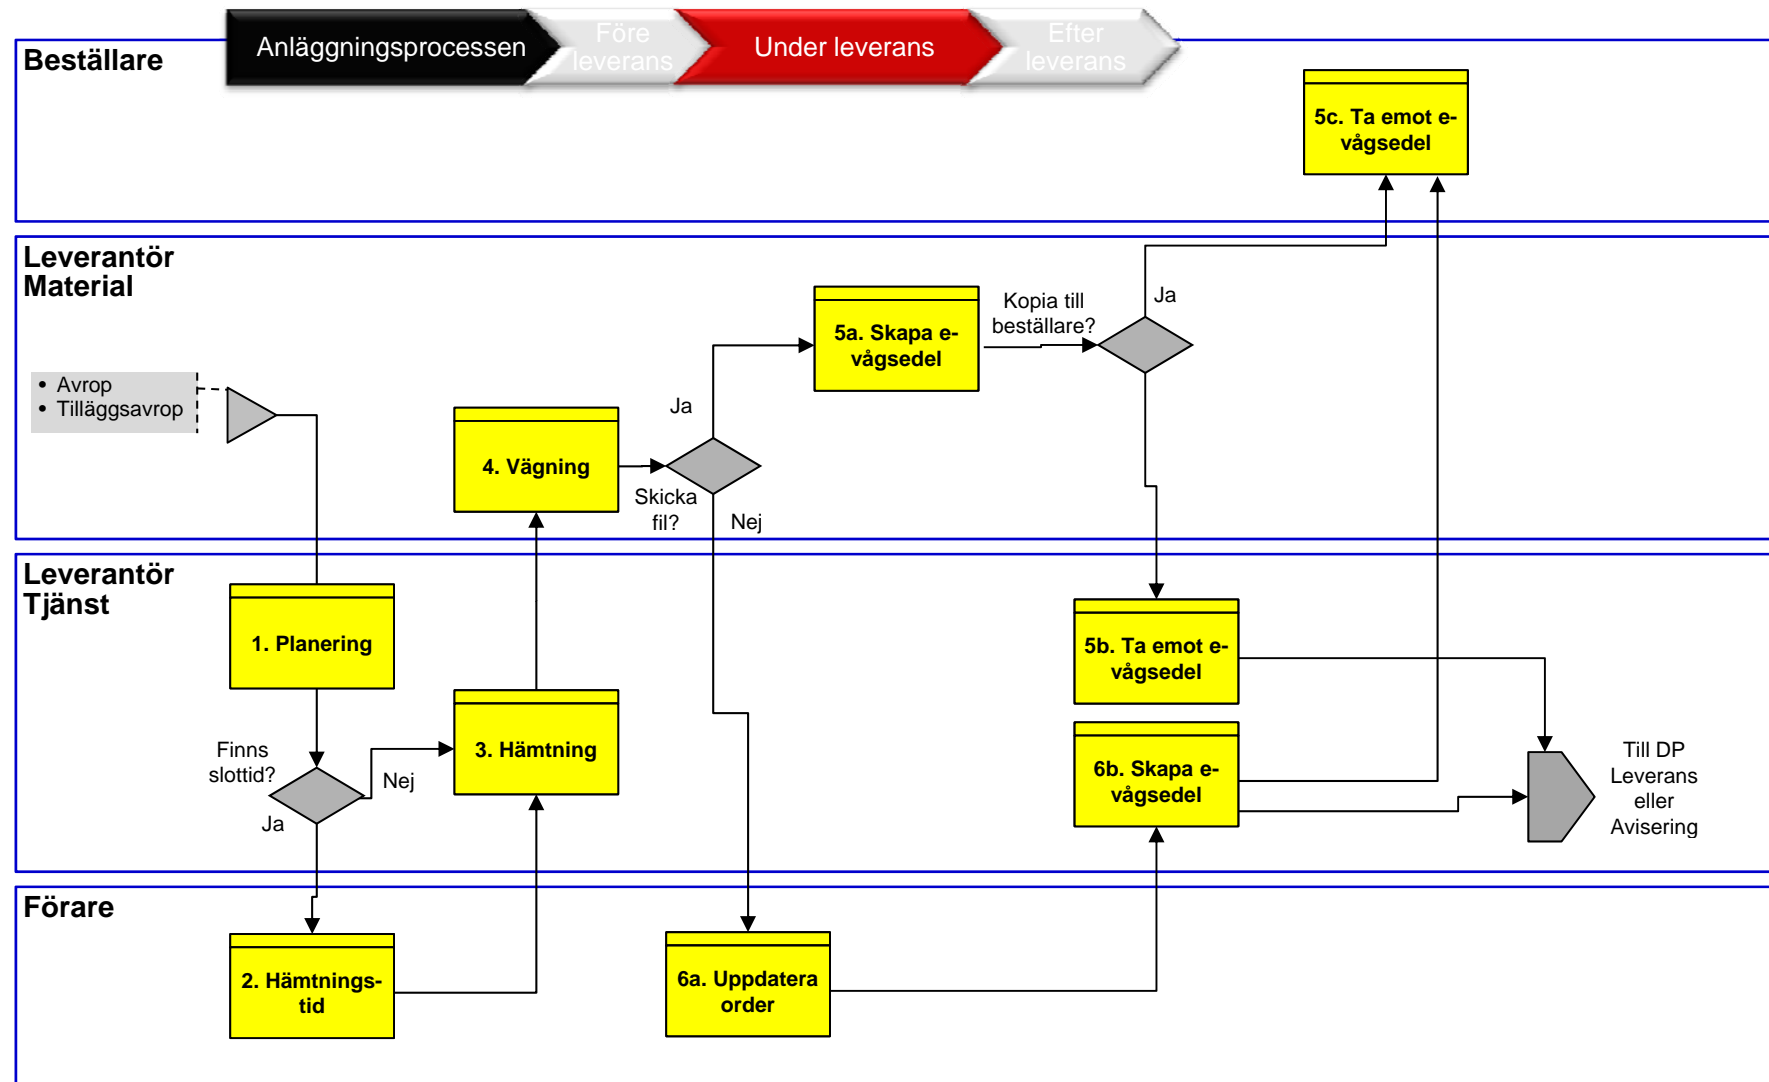 Anläggningsprocessen
Före
leverans
Under leverans
Efter
leverans
Beställare
5c. Ta emot e-
vågsedel
Leverantör
Material
• Avrop
• Tilläggsavrop
4. Vägning
Skicka
fil?
Ja
Nej
5a. Skapa e-
vågsedel
Kopia till
beställare?
Ja
Leverantör
Tjänst
1. Planering
Finns
slottid?
Nej
Ja
3. Hämtning
5b. Ta emot e-
vågsedel
6b. Skapa e-
vågsedel
Till DP
Leverans
eller
Avisering
Förare
2. Hämtnings-
tid
6a. Uppdatera
order